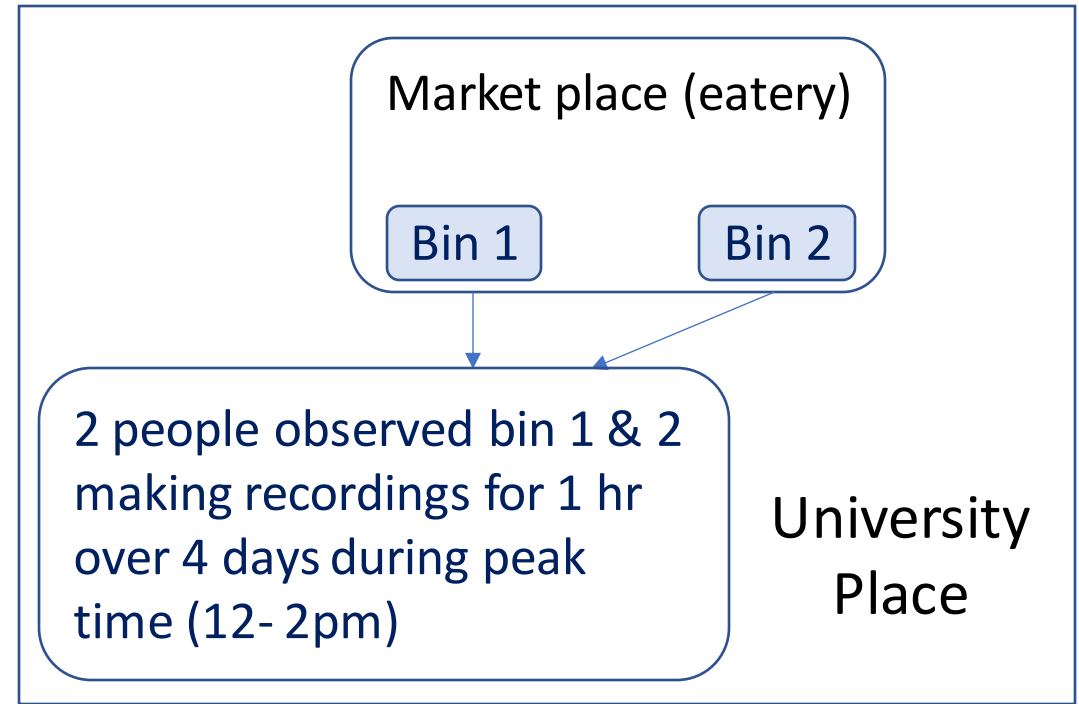 Market place (eatery)
Bin 1
Bin 2
2 people observed bin 1 & 2
making recordings for 1 hr
over 4 days during peak
time (12- 2pm)
University
Place